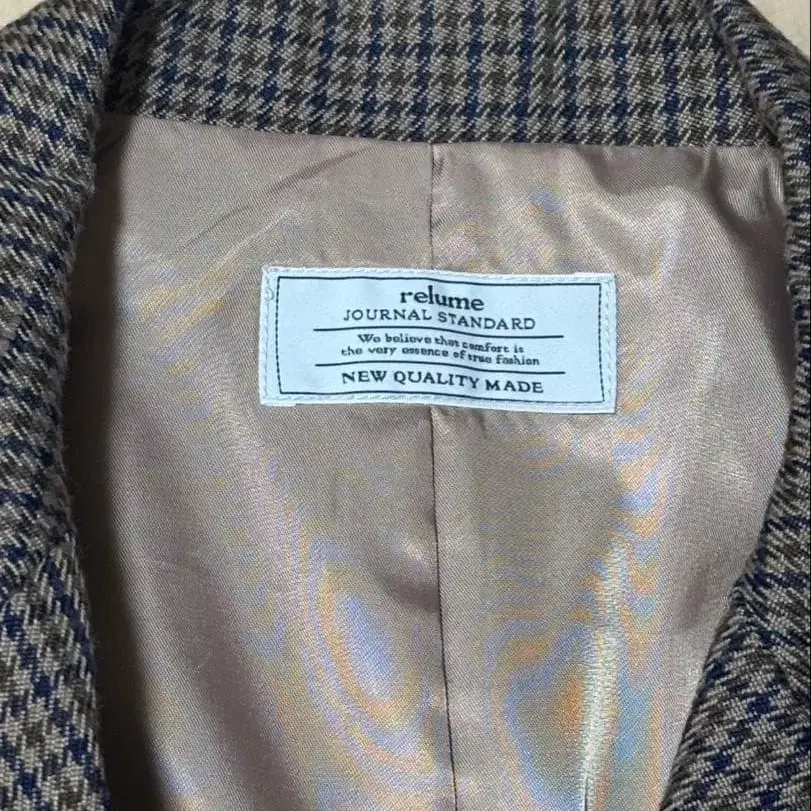 relume
JOURNAL STANDARD
We believe that comfort is
the very essence of true fashion
NEW QUALITY MADE